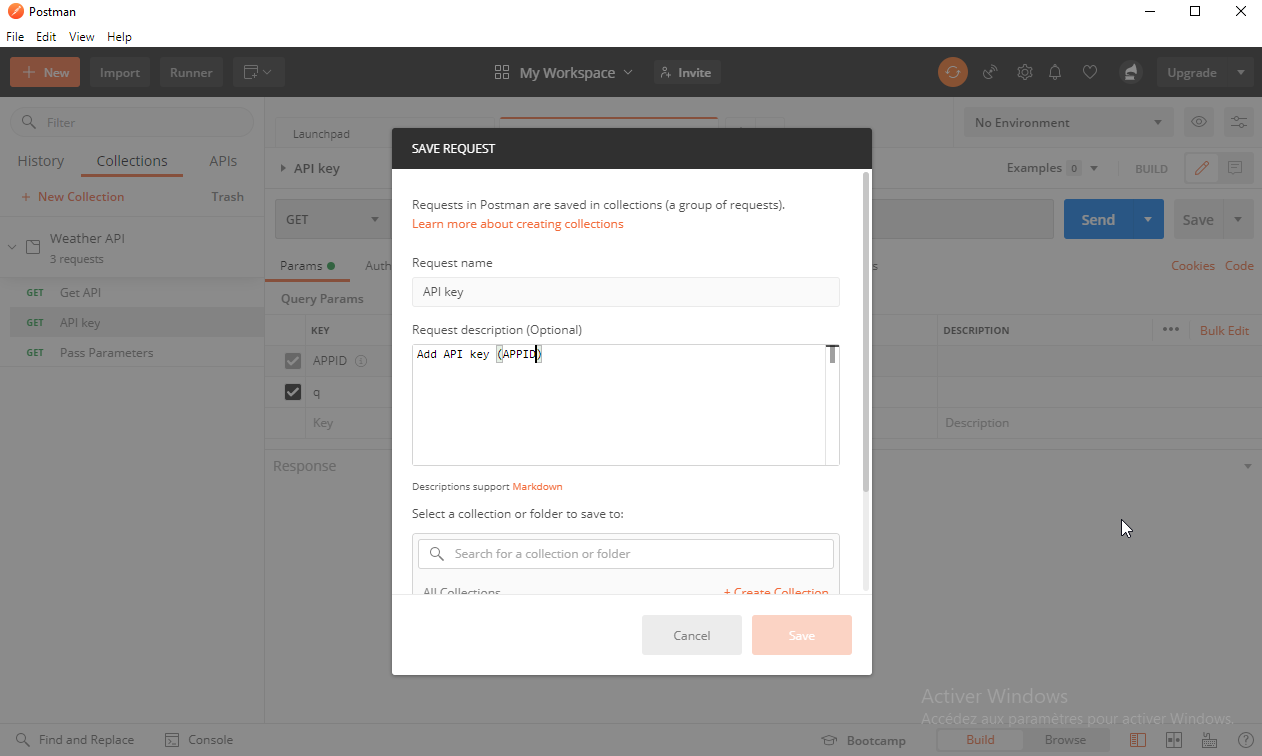 Postman
File Edit View Help
New Import Runner My Workspace Invite Upgrade
Filter
Launchpad
No Environment
History Collections APIs
API key
Examples 0 BUILD
New Collection Trash
Weather API
3 requests
GET Get API
GET API key
GET Pass Parameters
GET
Send
Save
Params Auth s
Cookies Code
Query Params
KEY
DESCRIPTION
Bulk Edit
APPID
q
Key
Description
Response
SAVE REQUEST
Requests in Postman are saved in collections (a group of requests).
Learn more about creating collections
Request name
API key
Request description (Optional)
Add API key (APPID)
Descriptions support Markdown
Select a collection or folder to save to:
Search for a collection or folder
All Collections + Create Collection
Cancel Save
Activer Windows
Accédez aux paramètres pour activer Windows.
Find and Replace Console Bootcamp Build Browse